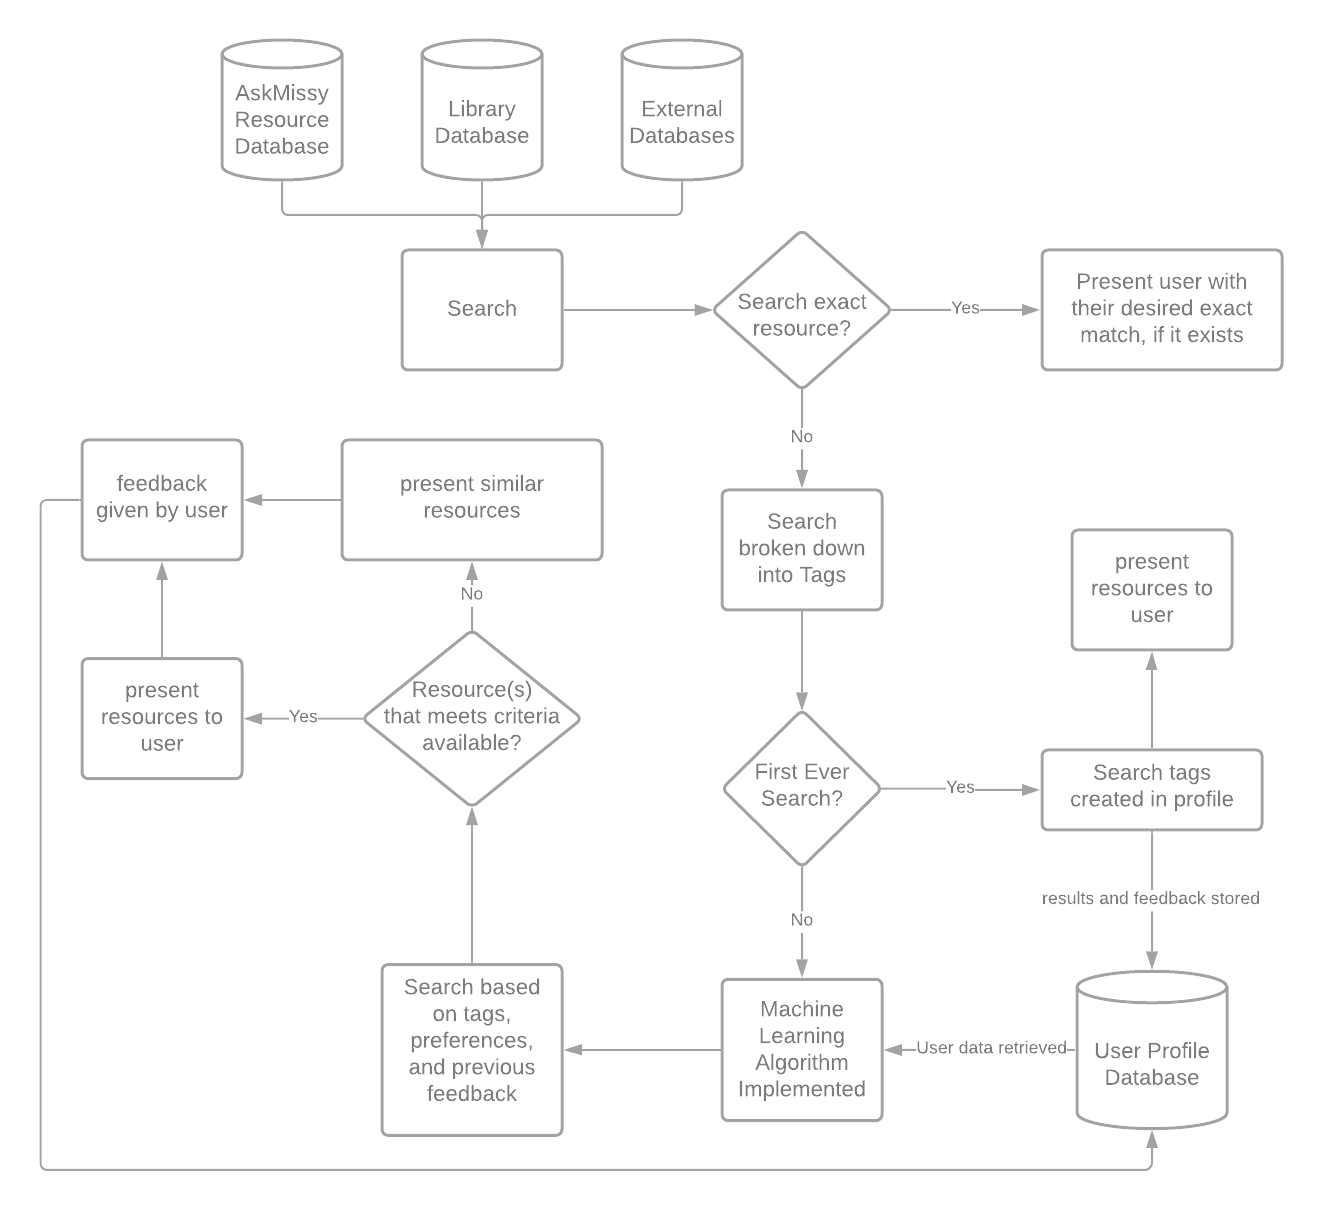 AskMissy
Resource
Database
Library
Database
External
Databases
Search
Search exact
resource?
Yes
Present user with
their desired exact
match, if it exists
No
feedback
given by user
present similar
resources
Search
broken down
into Tags
present
resources to
user
No
present
resources to
user
Yes
Resource(s)
that meets criteria
available?
First Ever
Search?
Yes
Search tags
created in profile
No
results and feedback stored
Search based
on tags,
preferences,
and previous
feedback
Machine
Learning
Algorithm
Implemented
User data retrieved
User Profile
Database